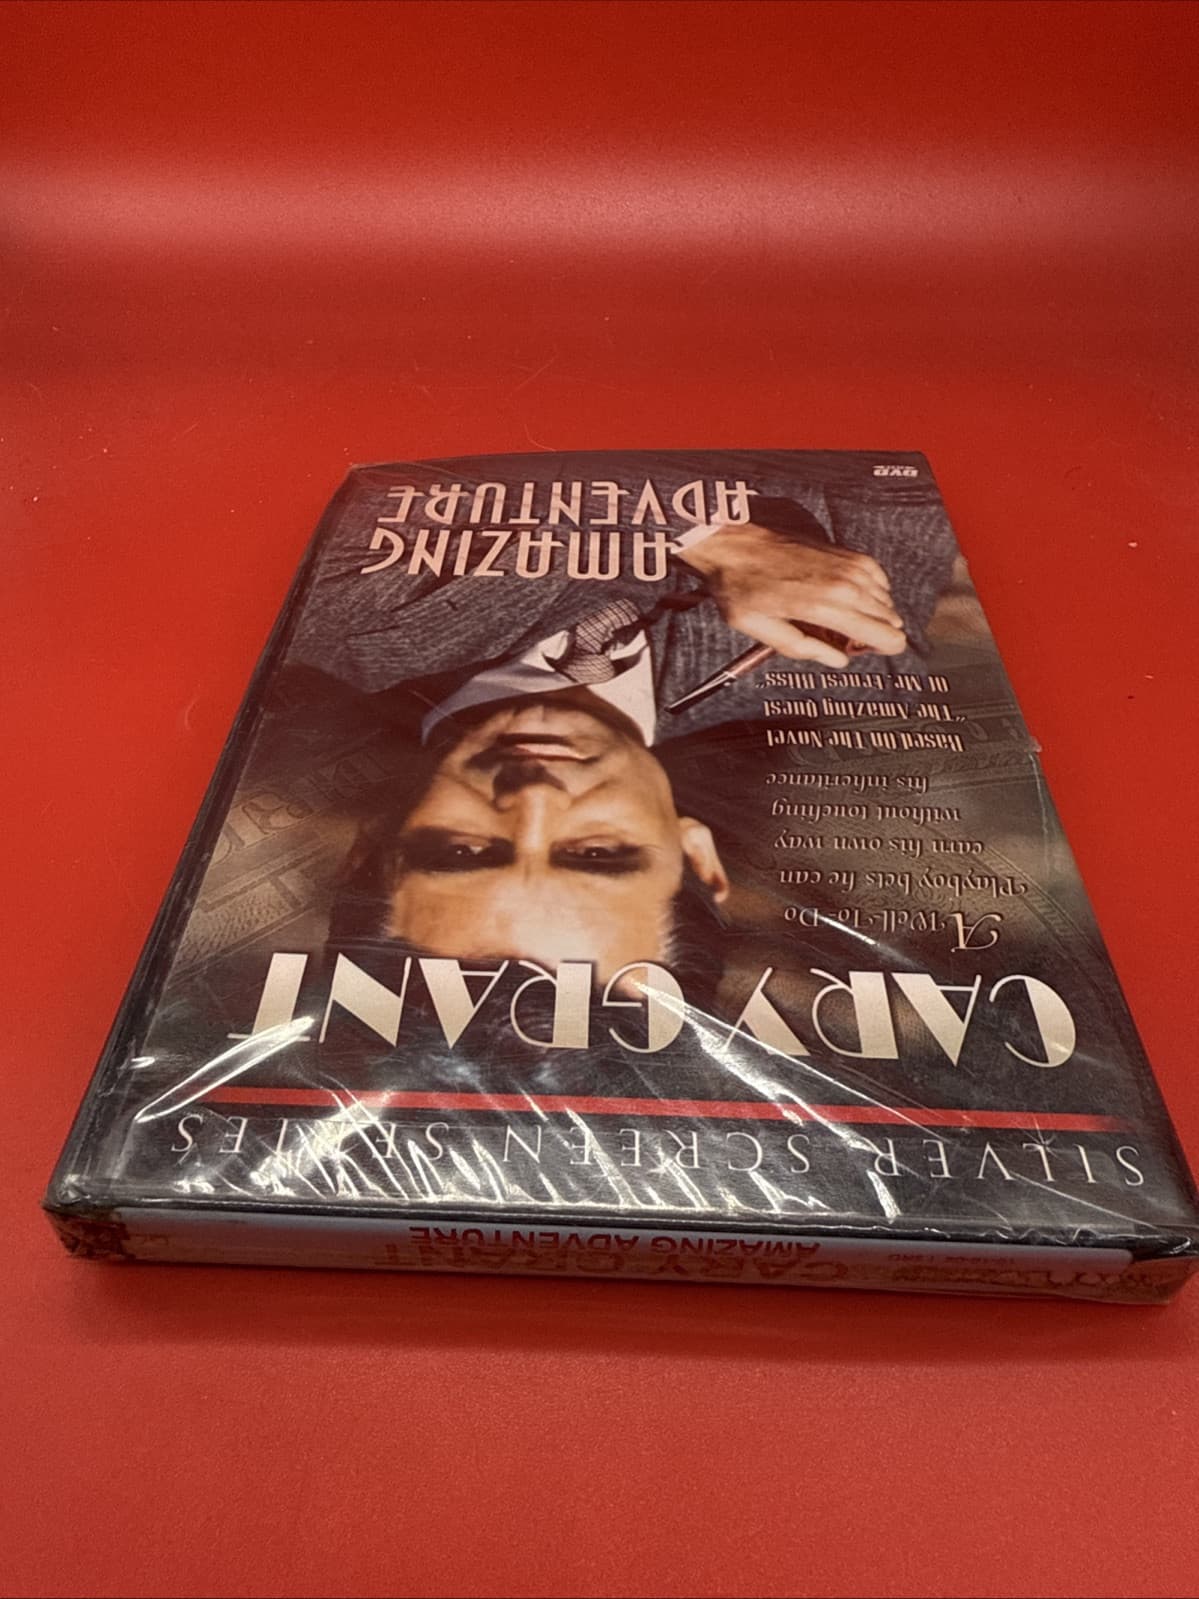 SILVER SCREEN SERIES
CARY GRANT
A Well-To-Do
Playboy bets he can
earn his own way
without touching
his inheritance
Based On The Novel
"The Amazing Quest
Of Mr. Ernest Bliss"
AMAZING
ADVENTURE
DVD
CARY GRANT
AMAZING ADVENTURE